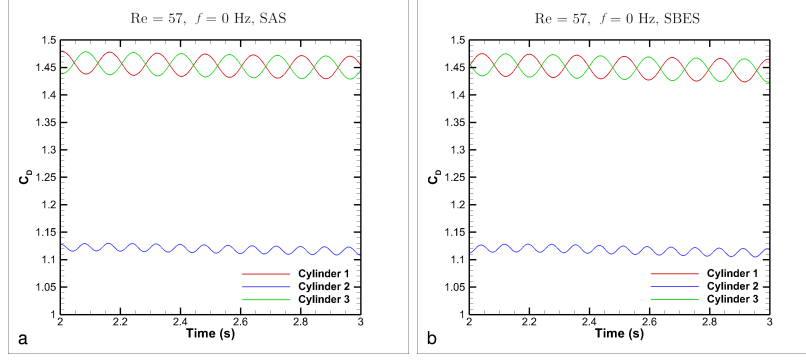 Re = 57, f = 0 Hz, SAS
1.5
1.45
1.4
1.35
1.3
1.25
1.2
1.15
1.1
1.05
1
C_D
2
2.2
2.4
2.6
2.8
3
Time (s)
Cylinder 1
Cylinder 2
Cylinder 3
a
Re = 57, f = 0 Hz, SBES
1.5
1.45
1.4
1.35
1.3
1.25
1.2
1.15
1.1
1.05
1
C_D
2
2.2
2.4
2.6
2.8
3
Time (s)
Cylinder 1
Cylinder 2
Cylinder 3
b